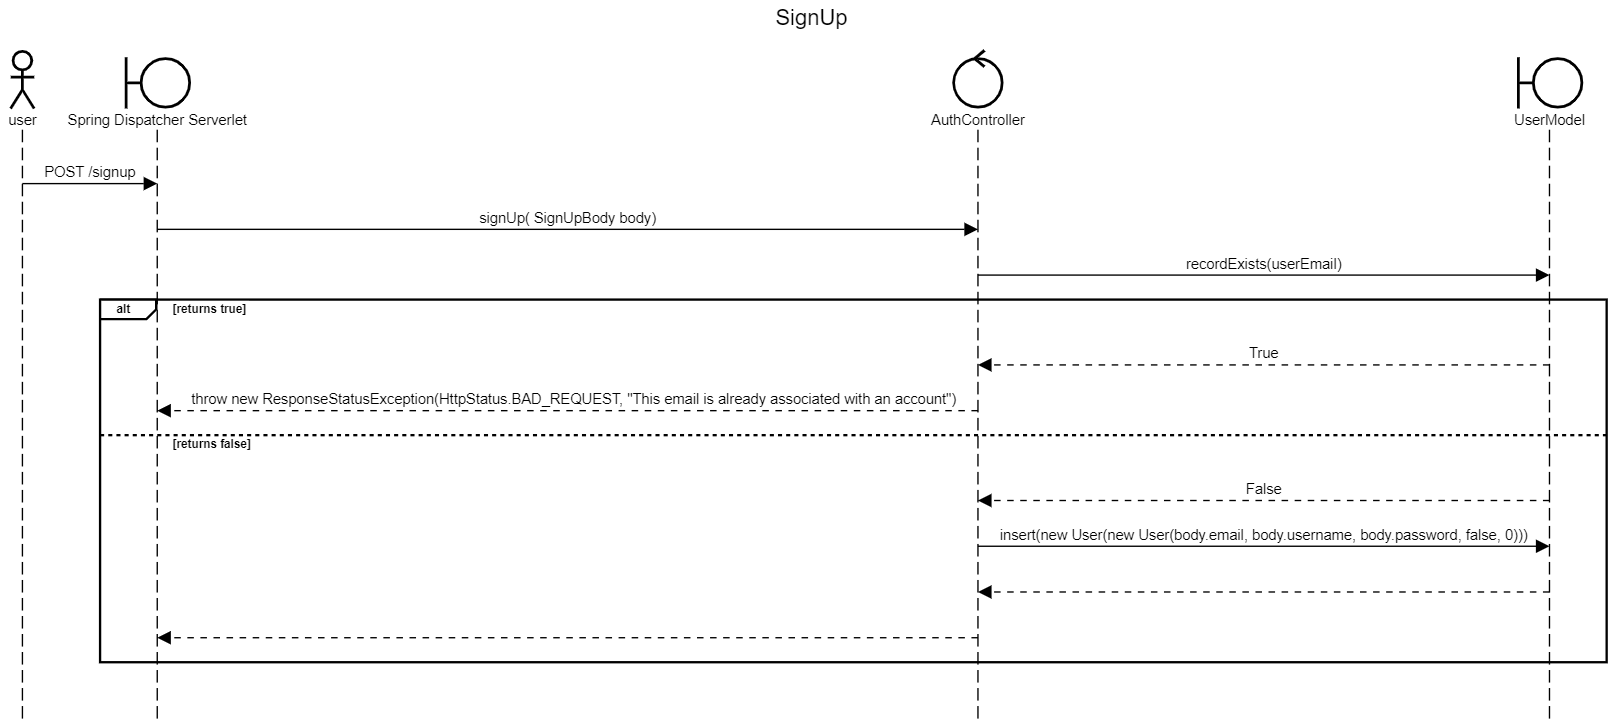 SignUp
user
Spring Dispatcher Serverlet
AuthController
UserModel
POST /signup
signUp( SignUpBody body)
recordExists(userEmail)
alt
[returns true]
True
throw new ResponseStatusException(HttpStatus.BAD_REQUEST, "This email is already associated with an account")
[returns false]
False
insert(new User(new User(body.email, body.username, body.password, false, 0)))